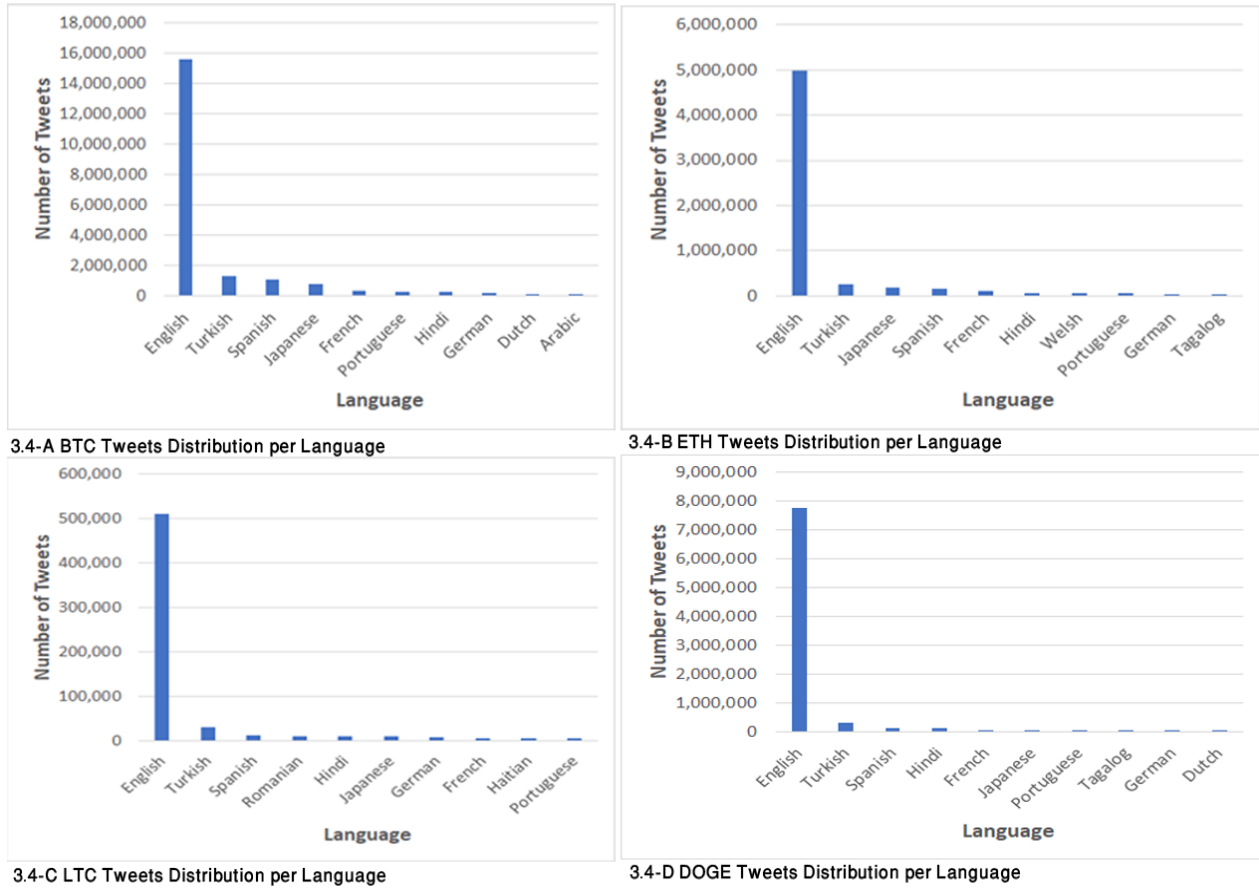 18,000,000
16,000,000
14,000,000
12,000,000
10,000,000
8,000,000
6,000,000
4,000,000
2,000,000
0
Number of Tweets
English
Turkish
Spanish
Japanese
French
Portuguese
Hindi
German
Dutch
Arabic
Language
3.4-A BTC Tweets Distribution per Language
6,000,000
5,000,000
4,000,000
3,000,000
2,000,000
1,000,000
0
Number of Tweets
English
Turkish
Japanese
Spanish
French
Hindi
Welsh
Portuguese
German
Tagalog
Language
3.4-B ETH Tweets Distribution per Language
600,000
500,000
400,000
300,000
200,000
100,000
0
Number of Tweets
English
Turkish
Spanish
Romanian
Hindi
Japanese
German
French
Haitian
Portuguese
Language
3.4-C LTC Tweets Distribution per Language
9,000,000
8,000,000
7,000,000
6,000,000
5,000,000
4,000,000
3,000,000
2,000,000
1,000,000
0
Number of Tweets
English
Turkish
Spanish
Hindi
French
Japanese
Portuguese
Tagalog
German
Dutch
Language
3.4-D DOGE Tweets Distribution per Language